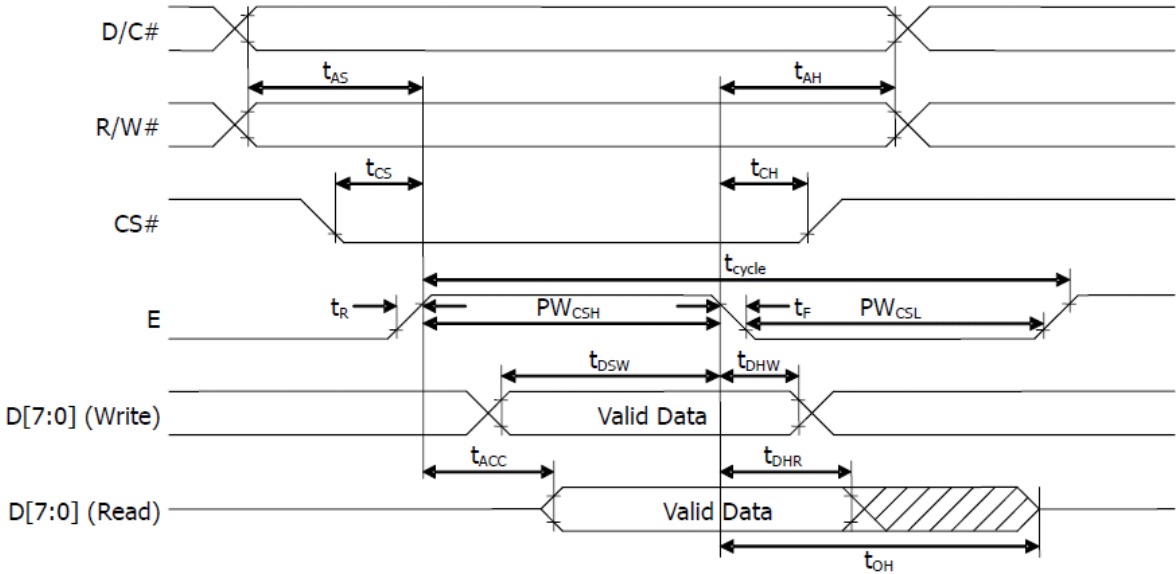 D/C#
tAS
tAH
R/W#
tCS
tCH
CS#
tcycle
E
tR
PWCSH
tF
PWCSL
tDSW
tDHW
D[7:0] (Write)
Valid Data
tACC
tDHR
D[7:0] (Read)
Valid Data
tOH